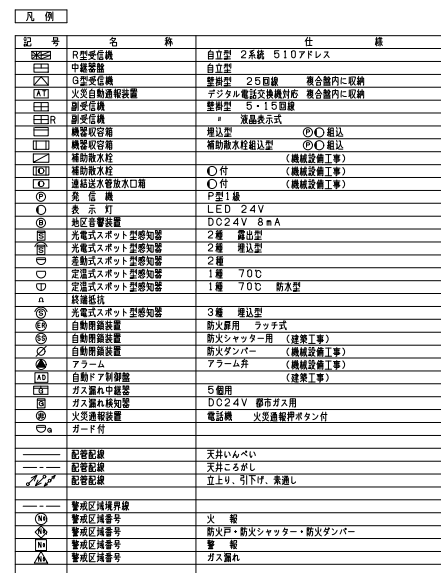 凡 例
記 号 名 称 仕 様
R型受信機 自立型 2系統 510アドレス
中継器盤 自立型
G型受信機 壁掛型 25回線 複合盤内に収納
AT 火災自動通報装置 デジタル電話交換機対応 複合盤内に収納
副受信機 壁掛型 5・15回線
R 副受信機 〃 液晶表示式
機器収容箱 埋込型 P 組込
機器収容箱 補助散水栓組込型 P 組込
補助散水栓 (機械設備工事)
補助散水栓 付 (機械設備工事)
連結送水管放水口箱 付 (機械設備工事)
P 発 信 機 P型1級
表 示 灯 LED 24V
B 地区音響装置 DC24V 8mA
S 光電式スポット型感知器 2種 露出型
S 光電式スポット型感知器 2種 埋込型
差動式スポット型感知器 2種
定温式スポット型感知器 1種 70℃
定温式スポット型感知器 1種 70℃ 防水型
Ω 終端抵抗
S 光電式スポット型感知器 3種 埋込型
ER 自動閉鎖装置 防火扉用 ラッチ式
SS 自動閉鎖装置 防火シャッター用 (建築工事)
自動閉鎖装置 防火ダンパー (機械設備工事)
アラーム アラーム弁 (機械設備工事)
AD 自動ドア制御盤 (建築工事)
G ガス漏れ中継器 5個用
G ガス漏れ検知器 DC24V 都市ガス用
火災通報装置 電話機 火災通報押ボタン付
G ガード付
配管配線 天井いんぺい
配管配線 天井ころがし
配管配線 立上り、引下げ、素通し
警戒区域境界線
No 警戒区域番号 火 報
No 警戒区域番号 防火戸・防火シャッター・防火ダンパー
No 警戒区域番号 警 報
No 警戒区域番号 ガス漏れ